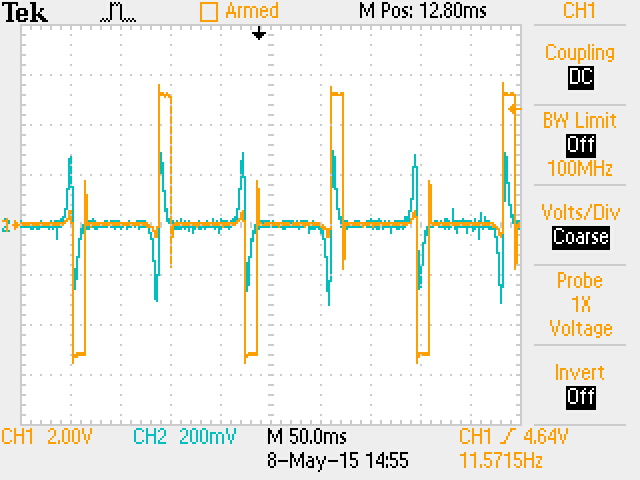 Tek Armed M Pos: 12.80ms CH1
Coupling
DC
BW Limit
Off
100MHz
Volts/Div
Coarse
Probe
1X
Voltage
Invert
Off
CH1 2.00V CH2 200mV M 50.0ms CH1 4.64V
8-May-15 14:55 11.5715Hz